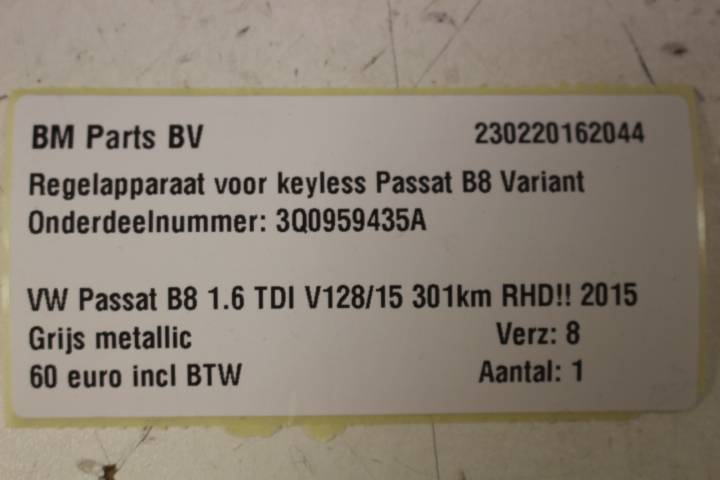 BM Parts BV 230220162044
Regelapparaat voor keyless Passat B8 Variant
Onderdeelnummer: 3Q0959435A
VW Passat B8 1.6 TDI V128/15 301km RHD!! 2015
Grijs metallic Verz: 8
60 euro incl BTW Aantal: 1